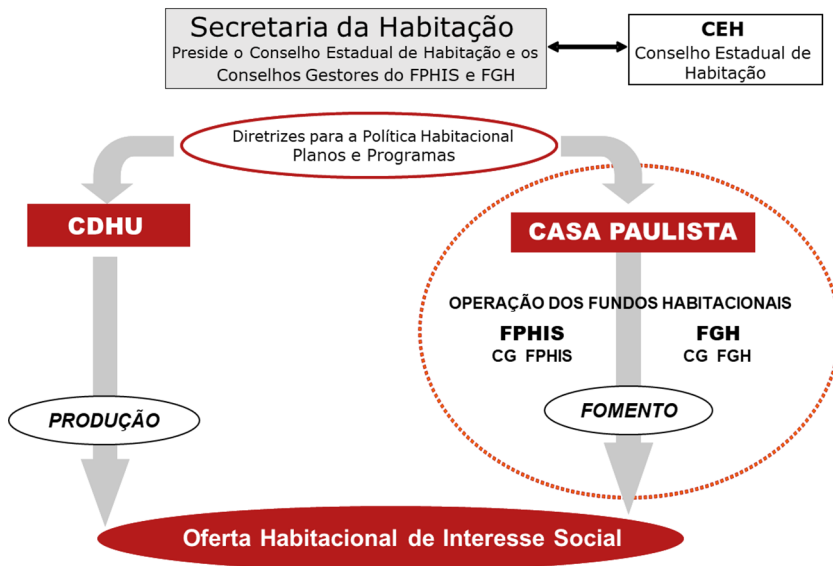 Secretaria da Habitação
Preside o Conselho Estadual de Habitação e os
Conselhos Gestores do FPHIS e FGH
CEH
Conselho Estadual de
Habitação
Diretrizes para a Política Habitacional
Planos e Programas
CDHU
CASA PAULISTA
OPERAÇÃO DOS FUNDOS HABITACIONAIS
FPHIS
CG FPHIS
FGH
CG FGH
PRODUÇÃO
FOMENTO
Oferta Habitacional de Interesse Social